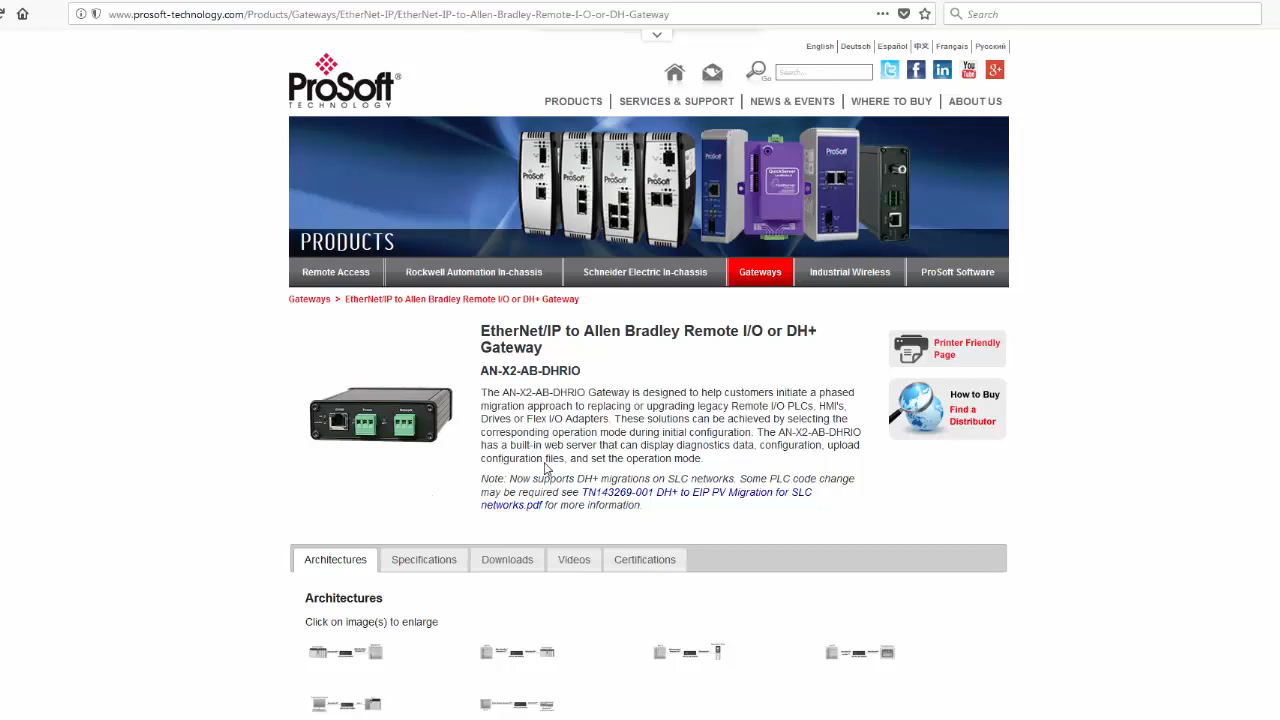 www.prosoft-technology.com/Products/Gateways/EtherNet-IP/EtherNet-IP-to-Allen-Bradley-Remote-I-O-or-DH-Gateway
Search
English Deutsch Español 中文 Français Русский
ProSoft®
TECHNOLOGY
Go
Search...
PRODUCTS SERVICES & SUPPORT NEWS & EVENTS WHERE TO BUY ABOUT US
ProSoft ProSoft ProSoft ProSoft ProSoft QuickServer ProSoft
PRODUCTS
Remote Access Rockwell Automation In-chassis Schneider Electric In-chassis Gateways Industrial Wireless ProSoft Software
Gateways > EtherNet/IP to Allen Bradley Remote I/O or DH+ Gateway
EtherNet/IP to Allen Bradley Remote I/O or DH+
Gateway
AN-X2-AB-DHRIO
The AN-X2-AB-DHRIO Gateway is designed to help customers initiate a phased
migration approach to replacing or upgrading legacy Remote I/O PLCs, HMI's,
Drives or Flex I/O Adapters. These solutions can be achieved by selecting the
corresponding operation mode during initial configuration. The AN-X2-AB-DHRIO
has a built-in web server that can display diagnostics data, configuration, upload
configuration files, and set the operation mode.
Note: Now supports DH+ migrations on SLC networks. Some PLC code change
may be required see TN143269-001 DH+ to EIP PV Migration for SLC
networks.pdf for more information.
Printer Friendly
Page
How to Buy
Find a
Distributor
Architectures Specifications Downloads Videos Certifications
Architectures
Click on image(s) to enlarge